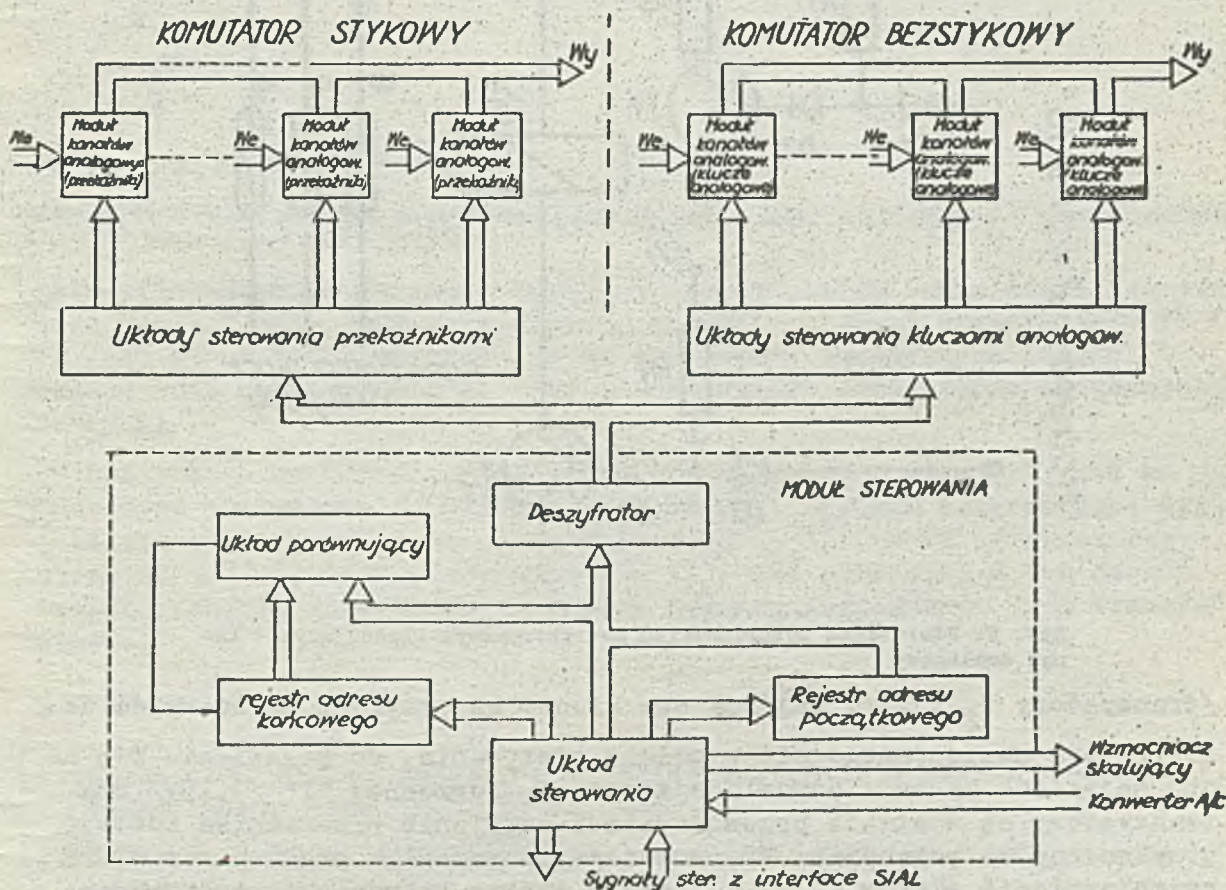 KOMUTATOR STYKOWY
KOMUTATOR BEZSTYKOWY
Wy
Wy
We
Moduł
kanałów
analogowych
(przekaźniki)
We
Moduł
kanałów
analogow.
(przekaźniki)
We
Moduł
kanałów
analogow.
(przekaźniki)
We
Moduł
kanałów
analogow.
(klucze
analogowe)
We
Moduł
kanałów
analogow.
(klucze
analogowe)
We
Moduł
kanałów
analogow.
(klucze
analogowe)
Układy sterowania przekaźnikami
Układy sterowania kluczami analogow.
MODUŁ STEROWANIA
Deszyfrator
Układ porównujący
rejestr adresu
końcowego
Rejestr adresu
początkowego
Układ
sterowania
Wzmacniacz
skalujący
Konwerter A/C
Sygnały ster. z interface SIAL